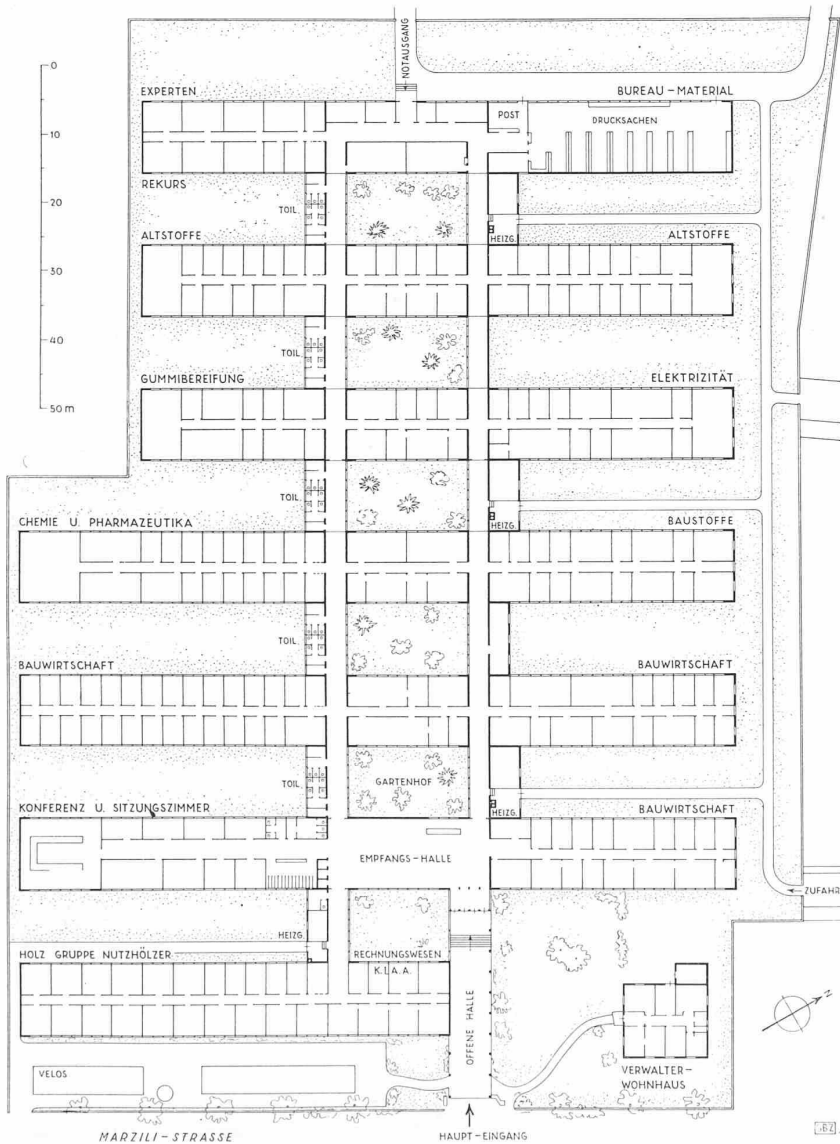 NOTAUSGANG
0
EXPERTEN
BUREAU – MATERIAL
POST
DRUCKSACHEN
10
REKURS
TOIL.
20
HEIZG.
ALTSTOFFE
ALTSTOFFE
30
40
TOIL.
GUMMIBEREIFUNG
ELEKTRIZITÄT
50 m
TOIL.
HEIZG.
CHEMIE U. PHARMAZEUTIKA
BAUSTOFFE
TOIL.
BAUWIRTSCHAFT
BAUWIRTSCHAFT
TOIL.
GARTENHOF
HEIZG.
KONFERENZ U. SITZUNGSZIMMER
BAUWIRTSCHAFT
EMPFANGS – HALLE
ZUFAHR
HEIZG.
HOLZ GRUPPE NUTZHÖLZER
RECHNUNGSWESEN
K.L.A.A.
OFFENE HALLE
N
VELOS
VERWALTER-
WOHNHAUS
MARZILI – STRASSE
HAUPT – EINGANG